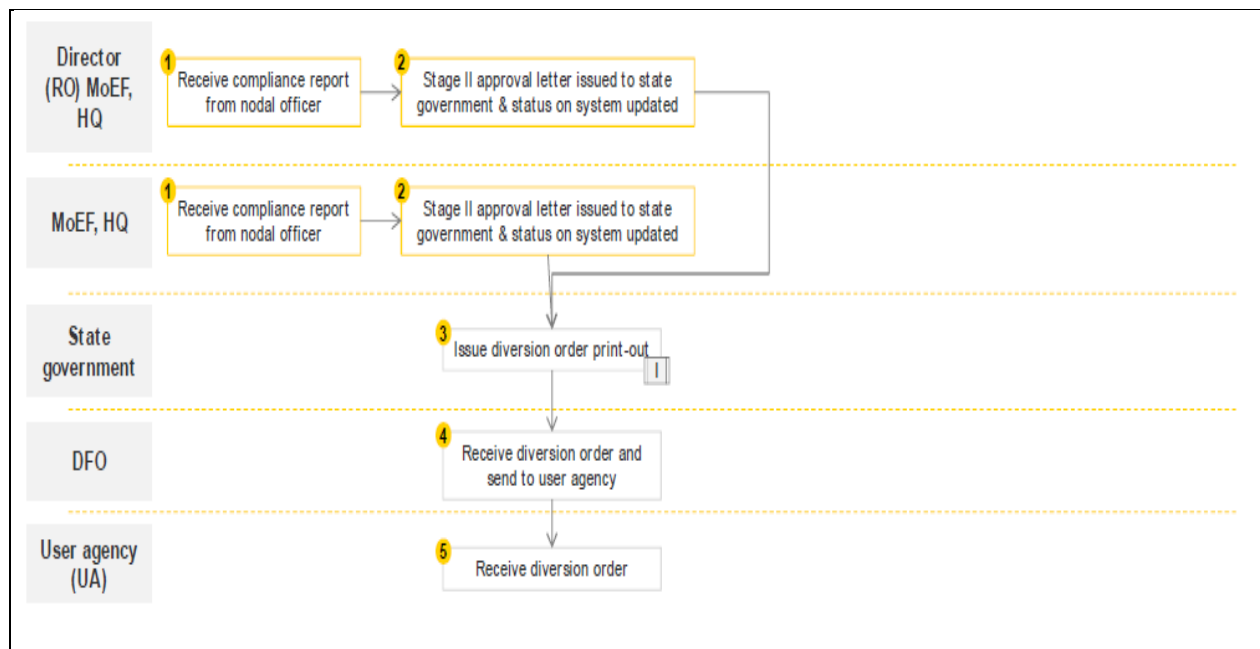 Director
(RO) MoEF,
HQ
1
Receive compliance report
from nodal officer
2
Stage II approval letter issued to state
government & status on system updated
MoEF, HQ
1
Receive compliance report
from nodal officer
2
Stage II approval letter issued to state
government & status on system updated
State
government
3
Issue diversion order print-out
I
DFO
4
Receive diversion order and
send to user agency
User agency
(UA)
5
Receive diversion order